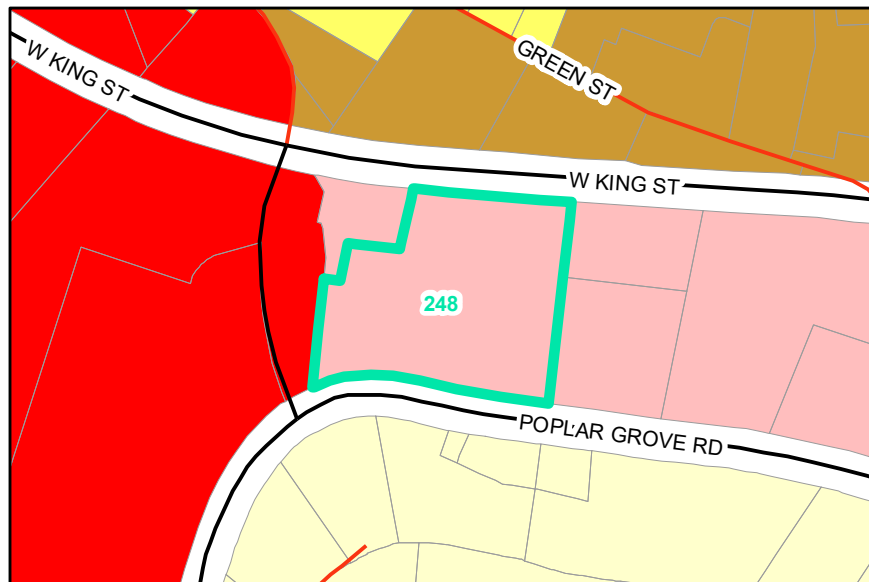 W KING ST
GREEN ST
W KING ST
248
POPLAR GROVE RD